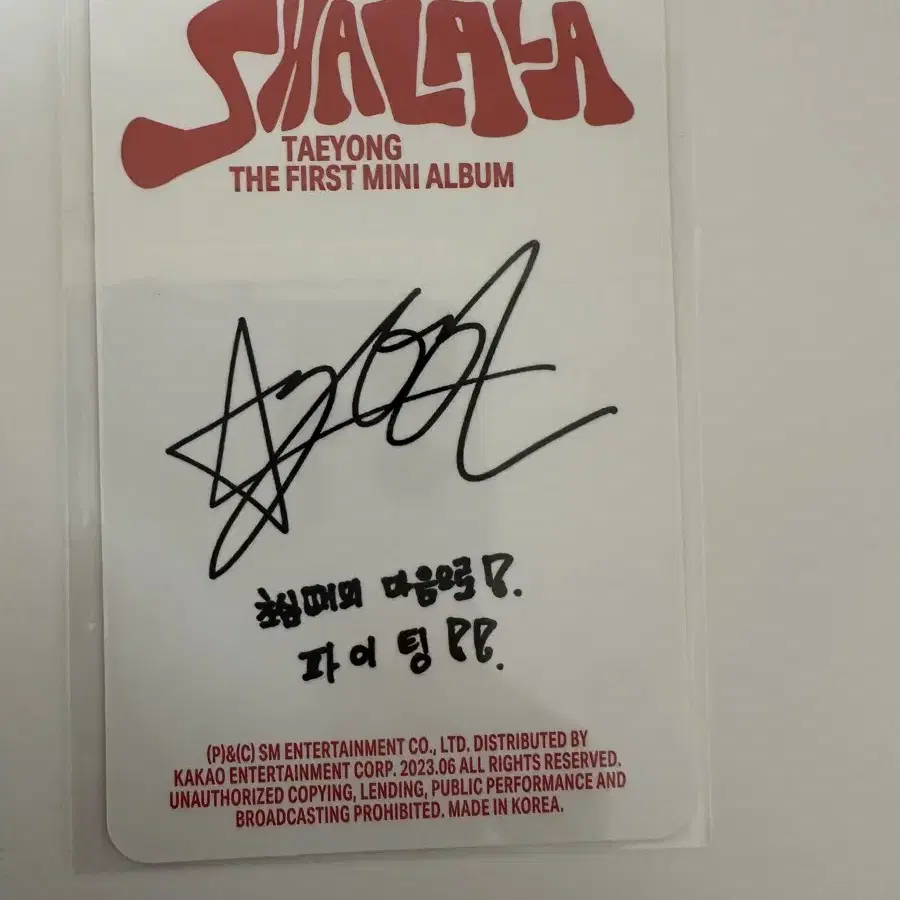 SHALALA
TAEYONG
THE FIRST MINI ALBUM
초심때의 마음으로!.
파이팅!!.
(P)&(C) SM ENTERTAINMENT CO., LTD. DISTRIBUTED BY
KAKAO ENTERTAINMENT CORP. 2023.06 ALL RIGHTS RESERVED.
UNAUTHORIZED COPYING, LENDING, PUBLIC PERFORMANCE AND
BROADCASTING PROHIBITED. MADE IN KOREA.